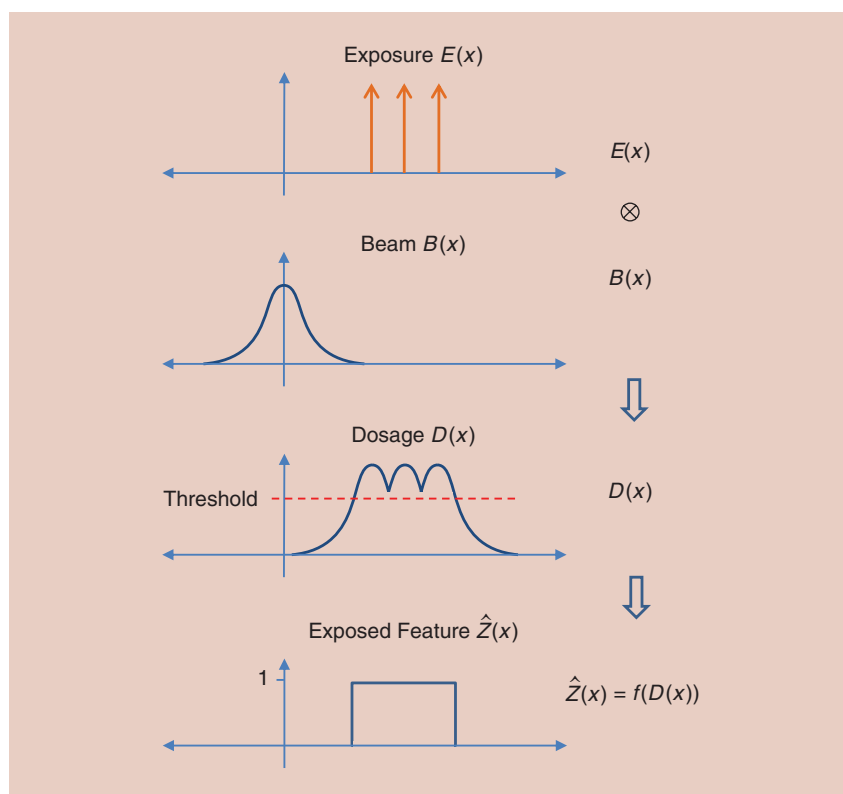 Exposure E(x)
E(x)
⊗
Beam B(x)
B(x)
Dosage D(x)
Threshold
D(x)
Exposed Feature Ẑ(x)
1
Ẑ(x) = f(D(x))